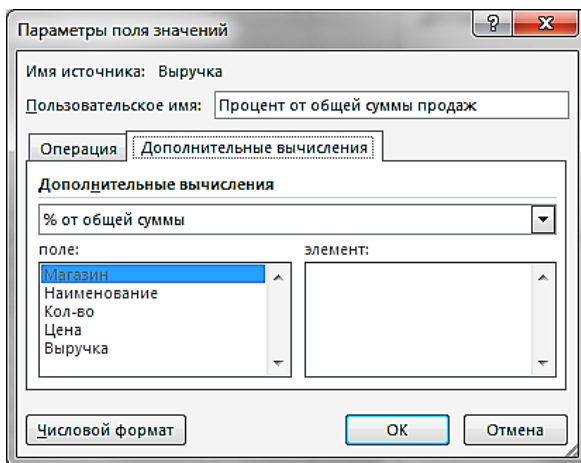 Параметры поля значений
?
Имя источника: Выручка
Пользовательское имя: Процент от общей суммы продаж
Операция Дополнительные вычисления
Дополнительные вычисления
% от общей суммы
поле: элемент:
Магазин
Наименование
Кол-во
Цена
Выручка
Числовой формат ОК Отмена